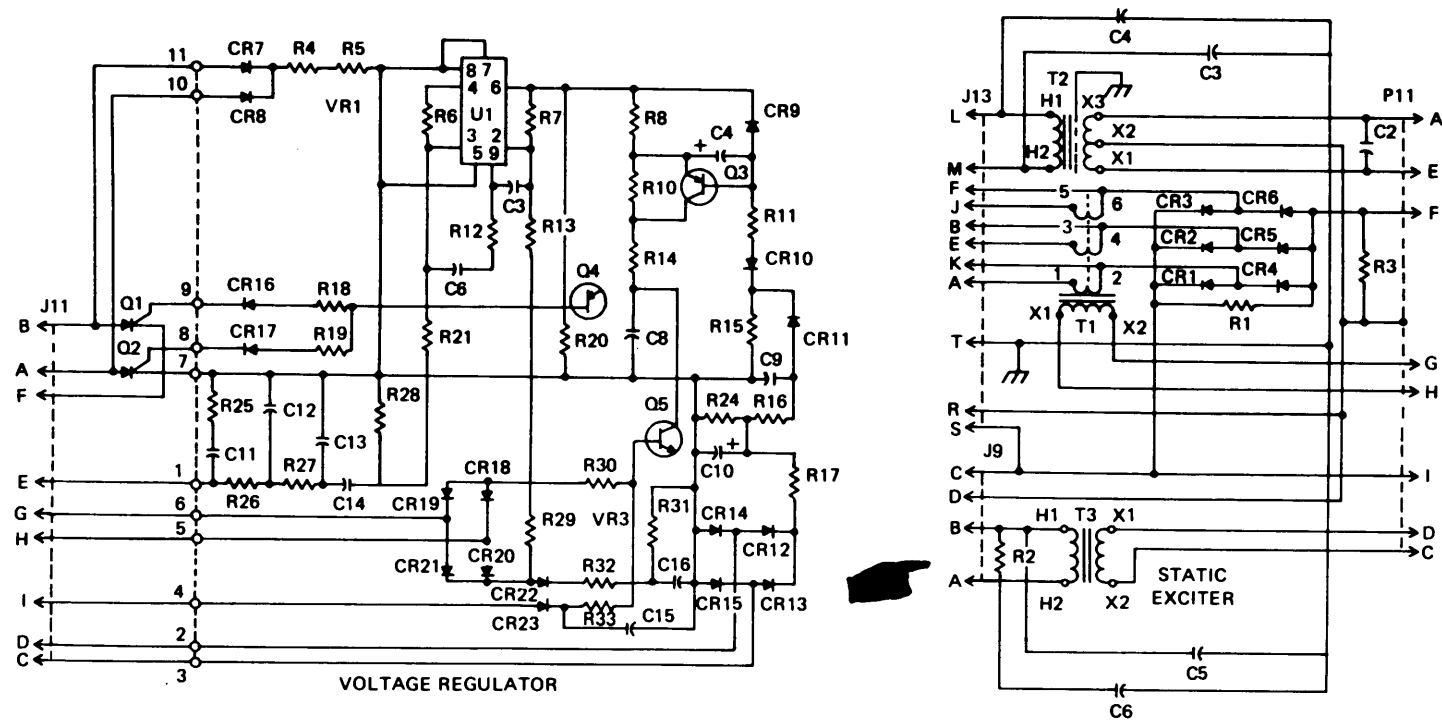 C4
C3
11 CR7 R4 R5
8 7
10
4 6
CR8
VR1
R6 U1 R7
3 2
5 9
R8
C4
+
CR9
Q3
R10
C3
R12 R13
R11
R14
CR10
C6
Q4
9 CR16 R18
J11 Q1
B
8 CR17 R19
Q2
R21
R20
C8
R15
CR11
A
7
F
C9
R25 C12
C13
R28
R24 R16
Q5
C11
C10 +
R17
E 1
R26 R27 C14
CR18
CR19
R30
G 6
H 5
R31
VR3
R29
CR14
CR12
CR21 CR20
CR22
R32 C16
CR15 CR13
I 4
CR23 R33 C15
D 2
C
3
VOLTAGE REGULATOR
T2
J13 H1 X3 P11
L A
X2 C2
H2
X1
M E
F 5
6
CR3 CR6
J F
B 3
4
E
CR2 CR5
K
CR4
R3
1 2
CR1
A
X1 T1 X2
R1
T
G
H
R
S
J9
C I
D
B H1 T3 X1
D
R2
C
A
H2 X2
STATIC
EXCITER
C5
C6